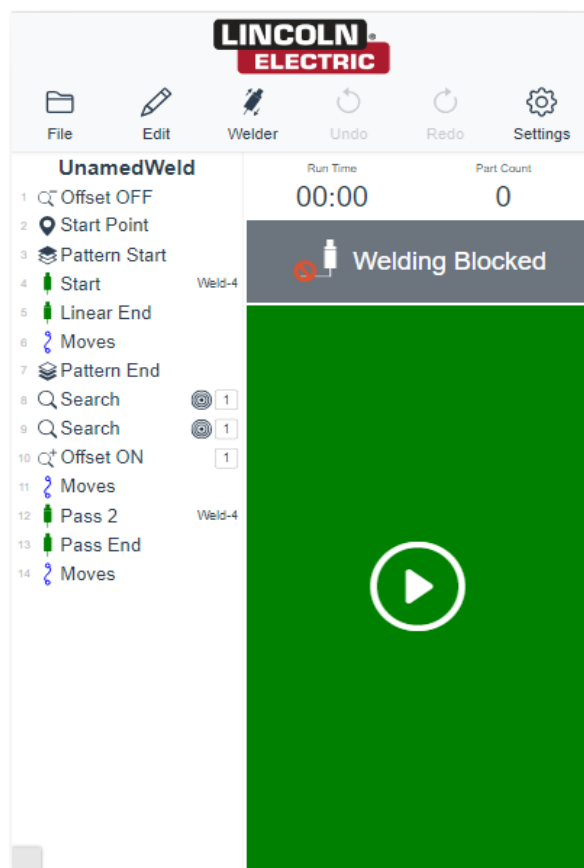 LINCOLN ®
ELECTRIC
File Edit Welder Undo Redo Settings
UnamedWeld
1 Offset OFF
2 Start Point
3 Pattern Start
4 Start Weld-4
5 Linear End
6 Moves
7 Pattern End
8 Search 1
9 Search 1
10 Offset ON 1
11 Moves
12 Pass 2 Weld-4
13 Pass End
14 Moves
Run Time Part Count
00:00 0
Welding Blocked